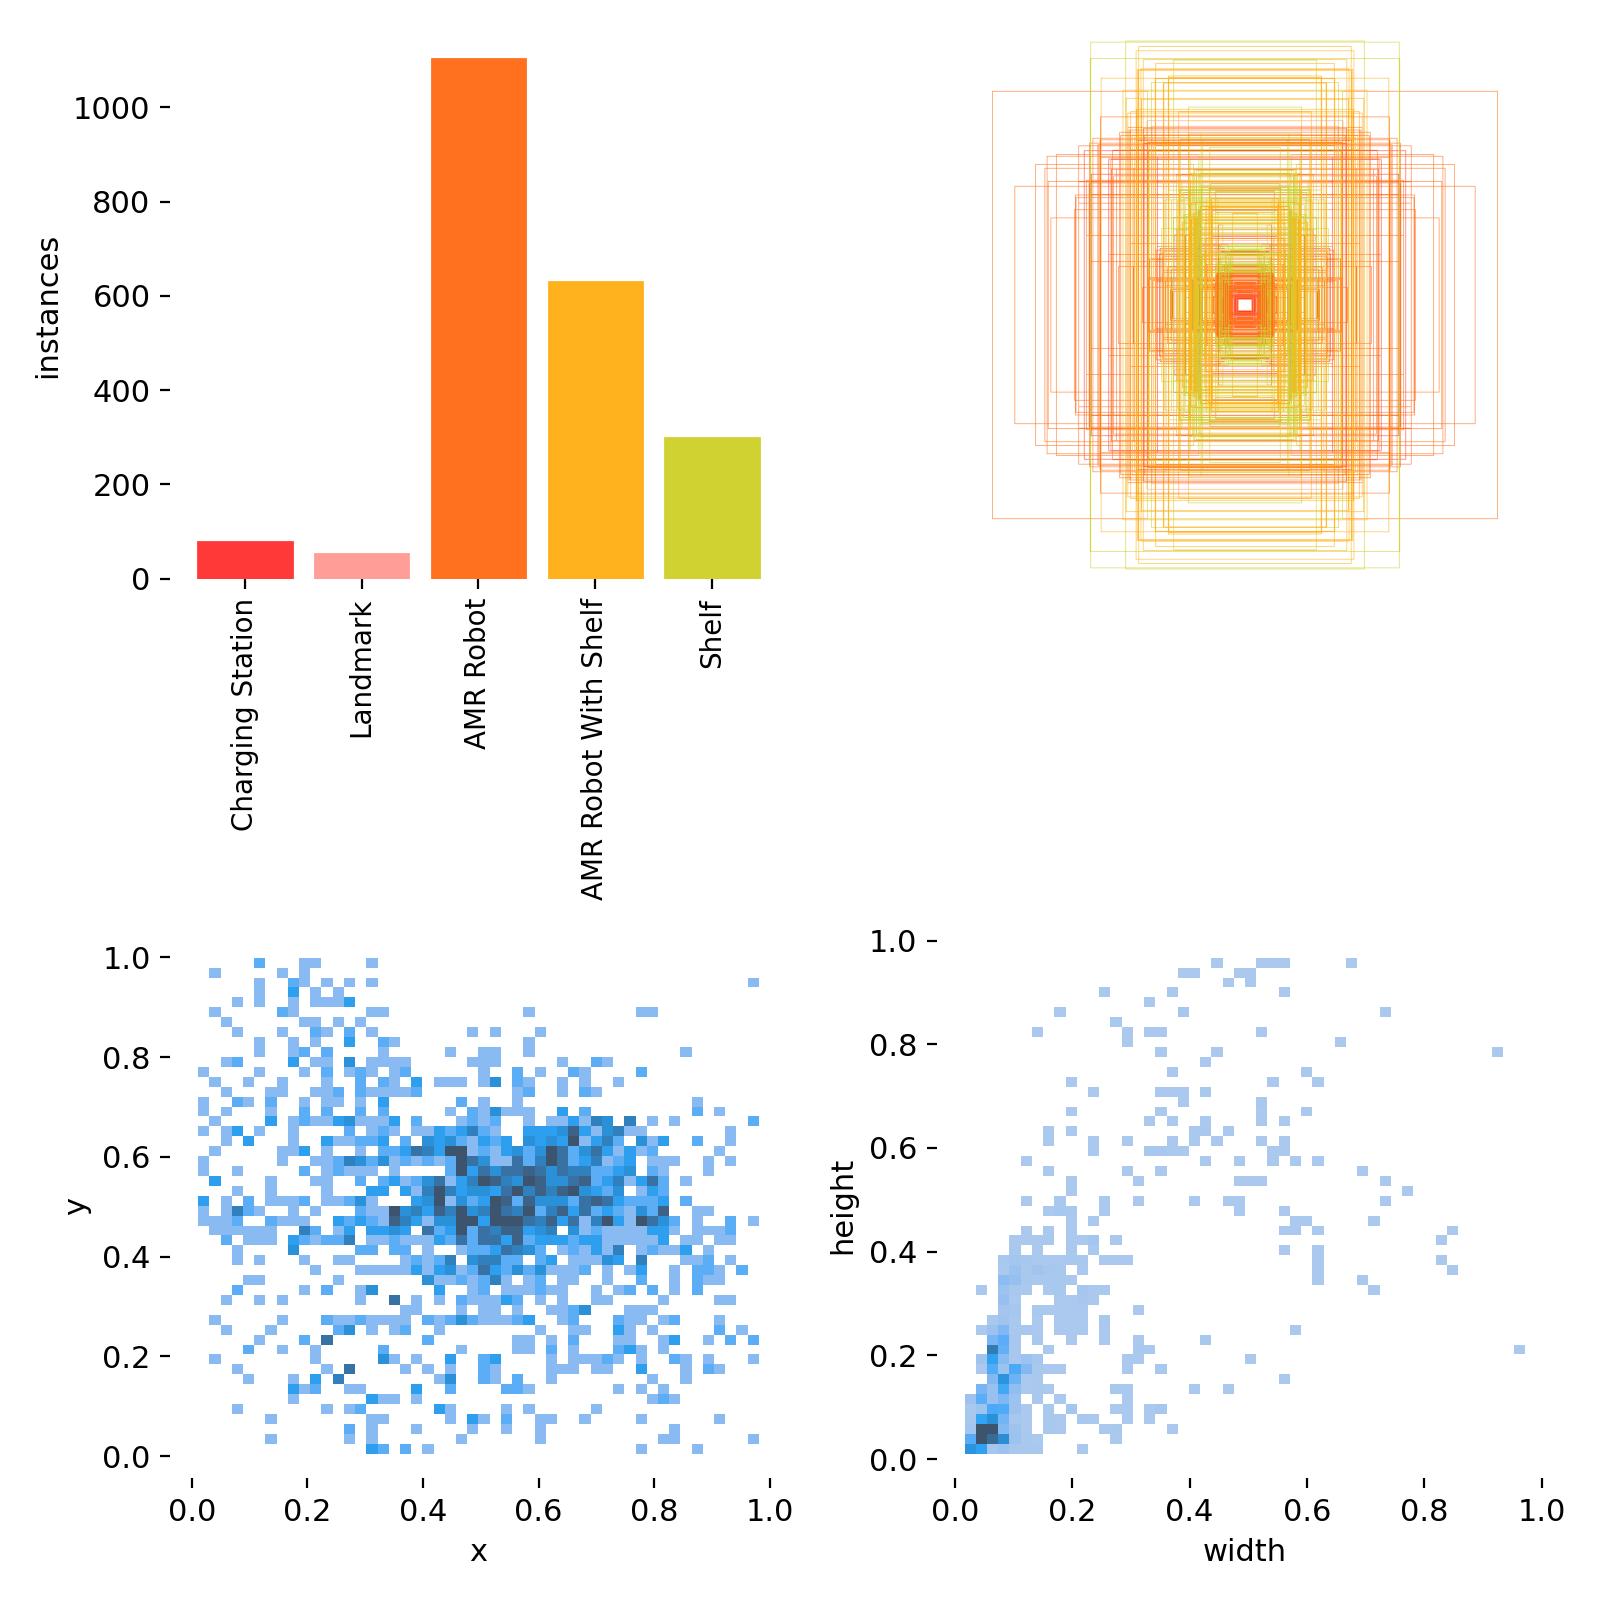 instances
1000
800
600
400
200
0
Charging Station
Landmark
AMR Robot
AMR Robot With Shelf
Shelf
y
1.0
0.8
0.6
0.4
0.2
0.0
0.0 0.2 0.4 0.6 0.8 1.0
x
height
1.0
0.8
0.6
0.4
0.2
0.0
0.0 0.2 0.4 0.6 0.8 1.0
width